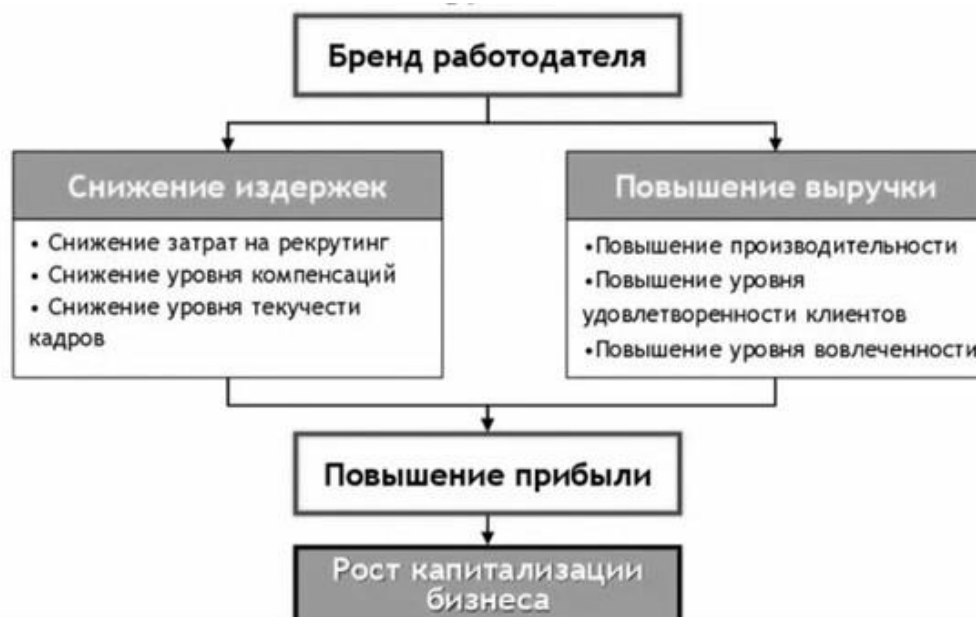 Бренд работодателя
Снижение издержек
• Снижение затрат на рекрутинг
• Снижение уровня компенсаций
• Снижение уровня текучести
кадров
Повышение выручки
•Повышение производительности
•Повышение уровня
удовлетворенности клиентов
•Повышение уровня вовлеченности
Повышение прибыли
Рост капитализации
бизнеса